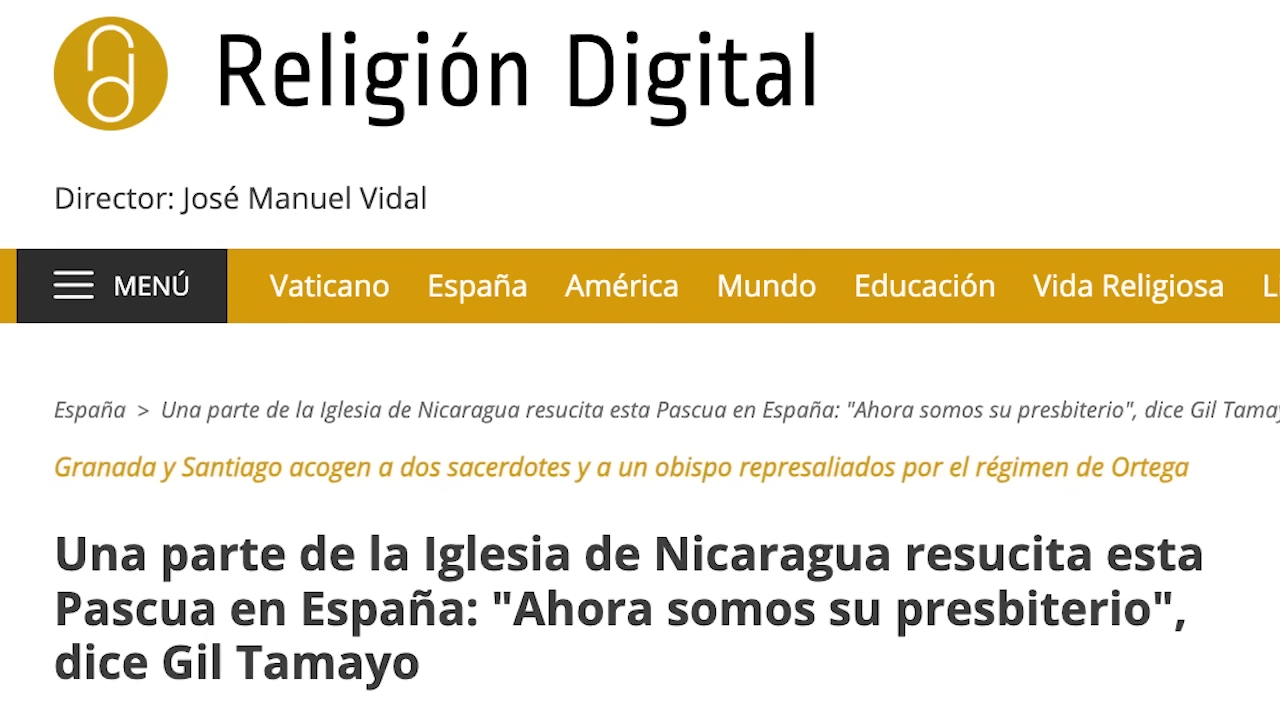 Religión Digital
Director: José Manuel Vidal
MENÚ Vaticano España América Mundo Educación Vida Religiosa
España > Una parte de la Iglesia de Nicaragua resucita esta Pascua en España: "Ahora somos su presbiterio", dice Gil
Granada y Santiago acogen a dos sacerdotes y a un obispo represaliados por el régimen de Ortega
Una parte de la Iglesia de Nicaragua resucita esta
Pascua en España: "Ahora somos su presbiterio",
dice Gil Tamayo